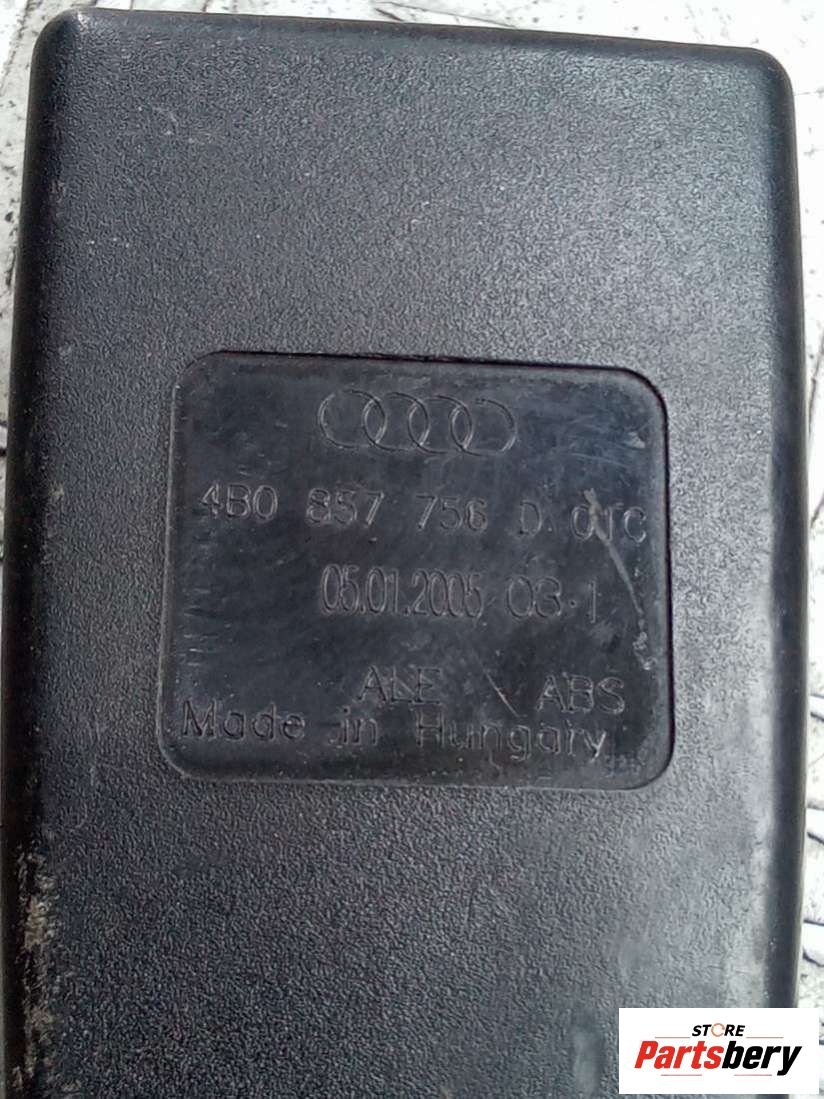 4B0 857 756 D 01C
05.01.2005 03.1
ALE ABS
Made in Hungary
STORE
Partsbery